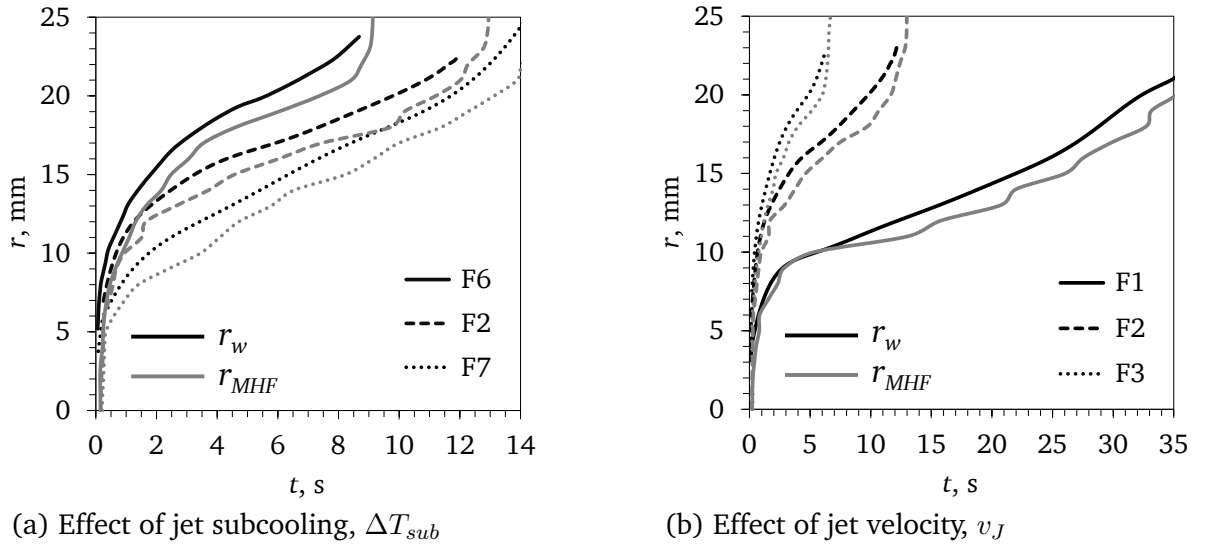 25
20
15
10
5
0
r, mm
F6
F2
F7
r_w
r_MHF
0 2 4 6 8 10 12 14
t, s
(a) Effect of jet subcooling, ΔT_sub
25
20
15
10
5
0
r, mm
F1
F2
F3
r_w
r_MHF
0 5 10 15 20 25 30 35
t, s
(b) Effect of jet velocity, v_J